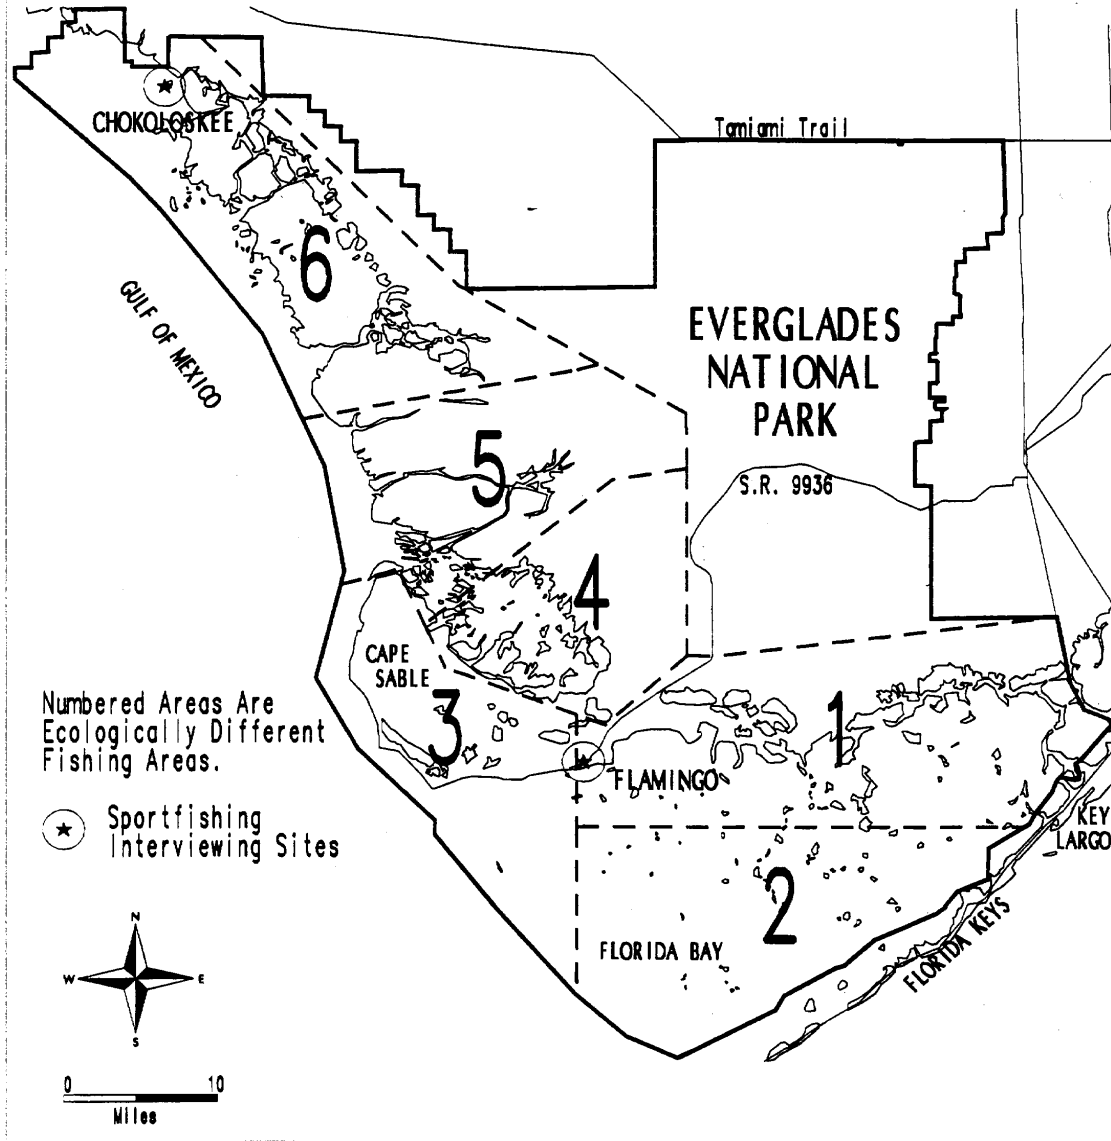 Tamiami Trail
CHOKOLOSKEE
6
GULF OF MEXICO
EVERGLADES
NATIONAL
PARK
5
S.R. 9936
4
CAPE
SABLE
3
1
Numbered Areas Are
Ecologically Different
Fishing Areas.
FLAMINGO
Sportfishing
Interviewing Sites
KEY
LARGO
2
FLORIDA BAY
FLORIDA KEYS
N
W E
S
0 10
Miles